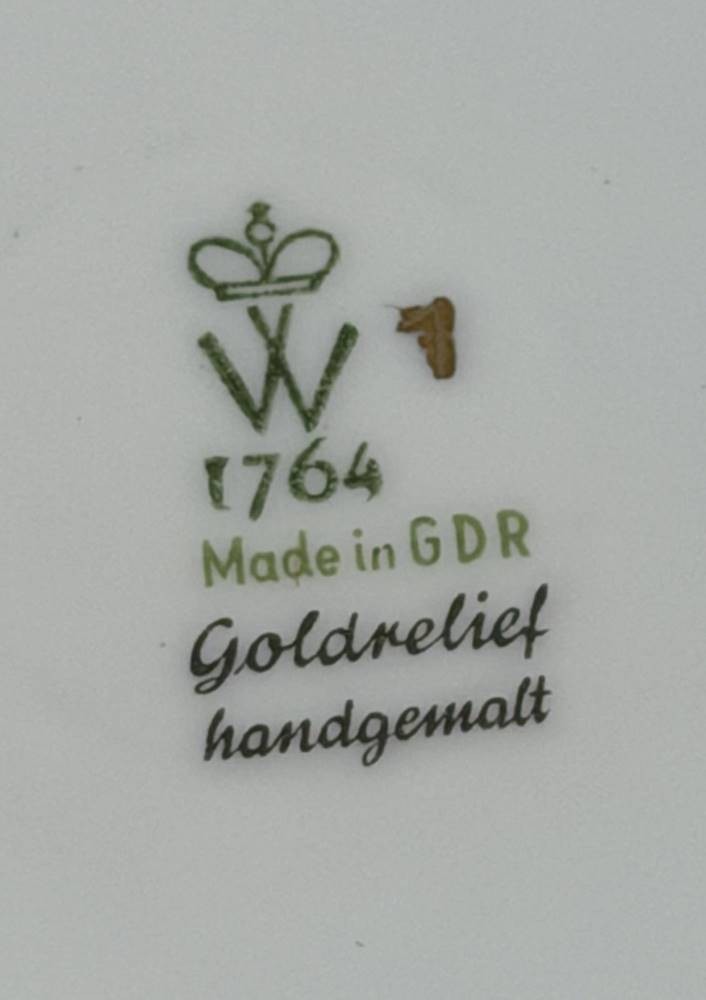 W
1764
Made in GDR
Goldrelief
handgemalt